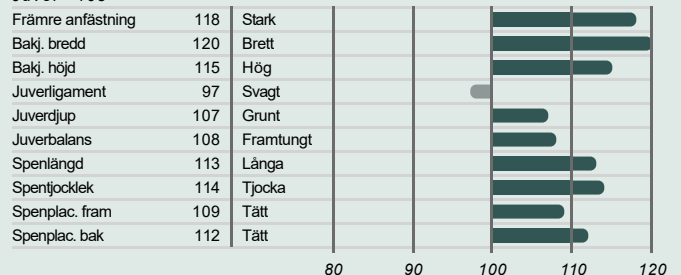 Främre anfästning 118 Stark
Bakj. bredd 120 Brett
Bakj. höjd 115 Hög
Juverligament 97 Svagt
Juverdjup 107 Grunt
Juverbalans 108 Framtungt
Spenlängd 113 Långa
Spentjocklek 114 Tjocka
Spenplac. fram 109 Tätt
Spenplac. bak 112 Tätt
80 90 100 110 120